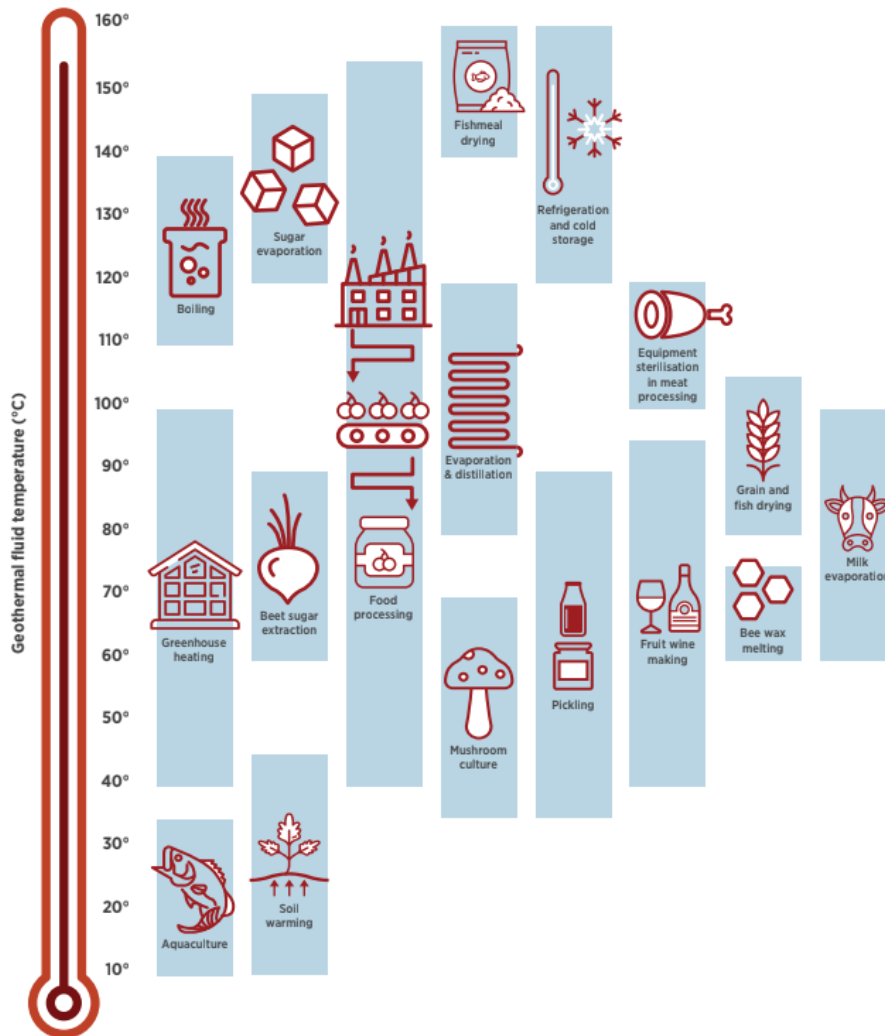 160°
150°
140°
130°
120°
110°
100°
90°
80°
70°
60°
50°
40°
30°
20°
10°
Geothermal fluid temperature (°C)
Fishmeal
drying
Refrigeration
and cold
storage
Sugar
evaporation
Boiling
Equipment
sterilisation
in meat
processing
Evaporation
& distillation
Grain and
fish drying
Milk
evaporation
Greenhouse
heating
Beet sugar
extraction
Food
processing
Fruit wine
making
Bee wax
melting
Pickling
Mushroom
culture
Aquaculture
Soil
warming